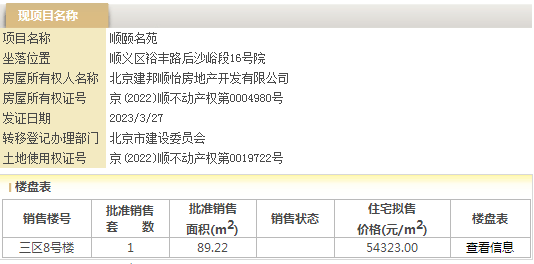 现项目名称
项目名称 顺颐名苑
坐落位置 顺义区裕丰路后沙峪段16号院
房屋所有权人名称 北京建邦顺怡房地产开发有限公司
房屋所有权证号 京(2022)顺不动产权第0004980号
发证日期 2023/3/27
转移登记办理部门 北京市建设委员会
土地使用权证号 京(2022)顺不动产权第0019722号
楼盘表
销售楼号 批准销售套 数 批准销售面积(m2) 销售状态 住宅拟售价格(元/m2) 楼盘表
三区8号楼 1 89.22 54323.00 查看信息